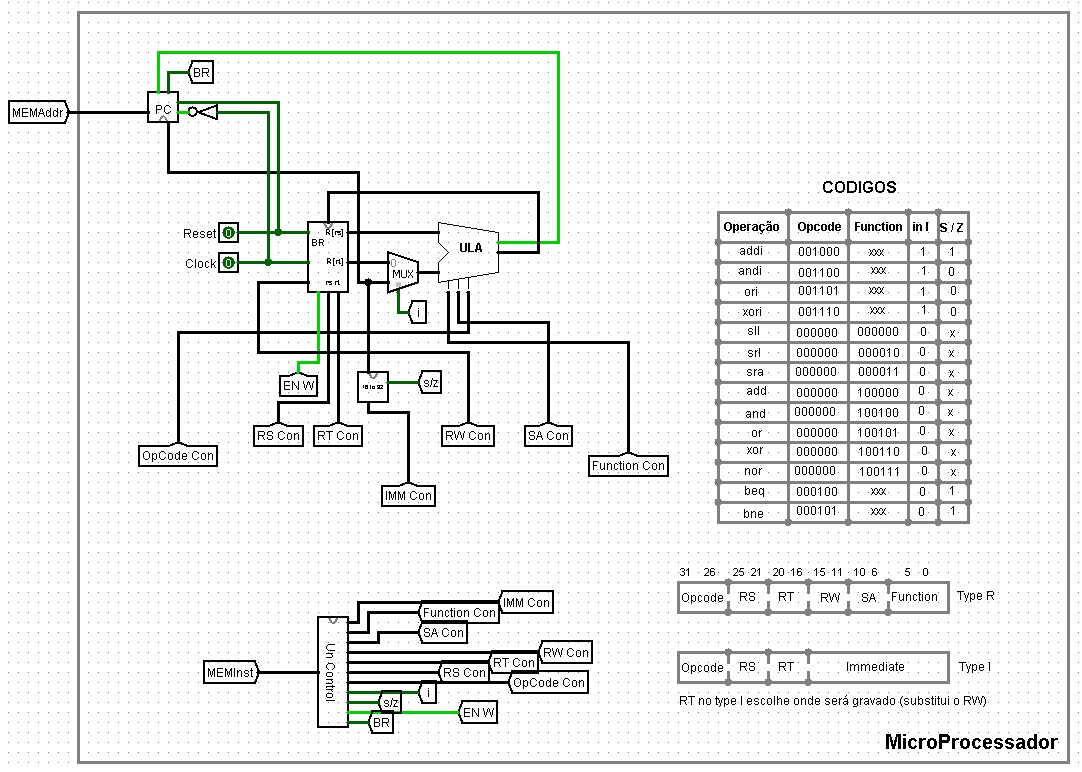 BR
MEMAddr
PC
CODIGOS
Operação Opcode Function in I S / Z
addi 001000 xxx 1 1
andi 001100 xxx 1 0
ori 001101 xxx 1 0
xori 001110 xxx 1 0
sll 000000 000000 0 x
srl 000000 000010 0 x
sra 000000 000011 0 x
add 000000 100000 0 x
and 000000 100100 0 x
or 000000 100101 0 x
xor 000000 100110 0 x
nor 000000 100111 0 x
beq 000100 xxx 0 1
bne 000101 xxx 0 1
Reset 0
Clock 0
R[rs]
BR
R[rt]
rs rt
ULA
0
MUX
i
EN W
16 to 32
s/z
RS Con
RT Con
RW Con
SA Con
OpCode Con
Function Con
IMM Con
31 26 25 21 20 16 15 11 10 6 5 0
Opcode RS RT RW SA Function Type R
Opcode RS RT Immediate Type I
RT no type I escolhe onde será gravado (substitui o RW)
MEMInst
Un Control
IMM Con
Function Con
SA Con
RW Con
RT Con
RS Con
OpCode Con
i
s/z
EN W
BR
MicroProcessador